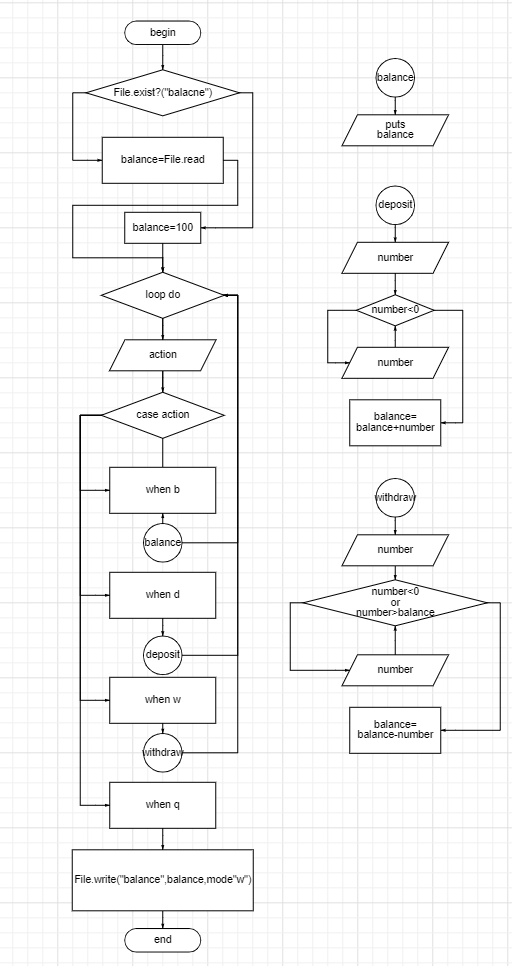 begin
File.exist?("balacne")
balance=File.read
balance=100
loop do
action
case action
when b
balance
when d
deposit
when w
withdraw
when q
File.write("balance",balance,mode"w")
end
balance
puts
balance
deposit
number
number<0
number
balance=
balance+number
withdraw
number
number<0
or
number>balance
number
balance=
balance-number